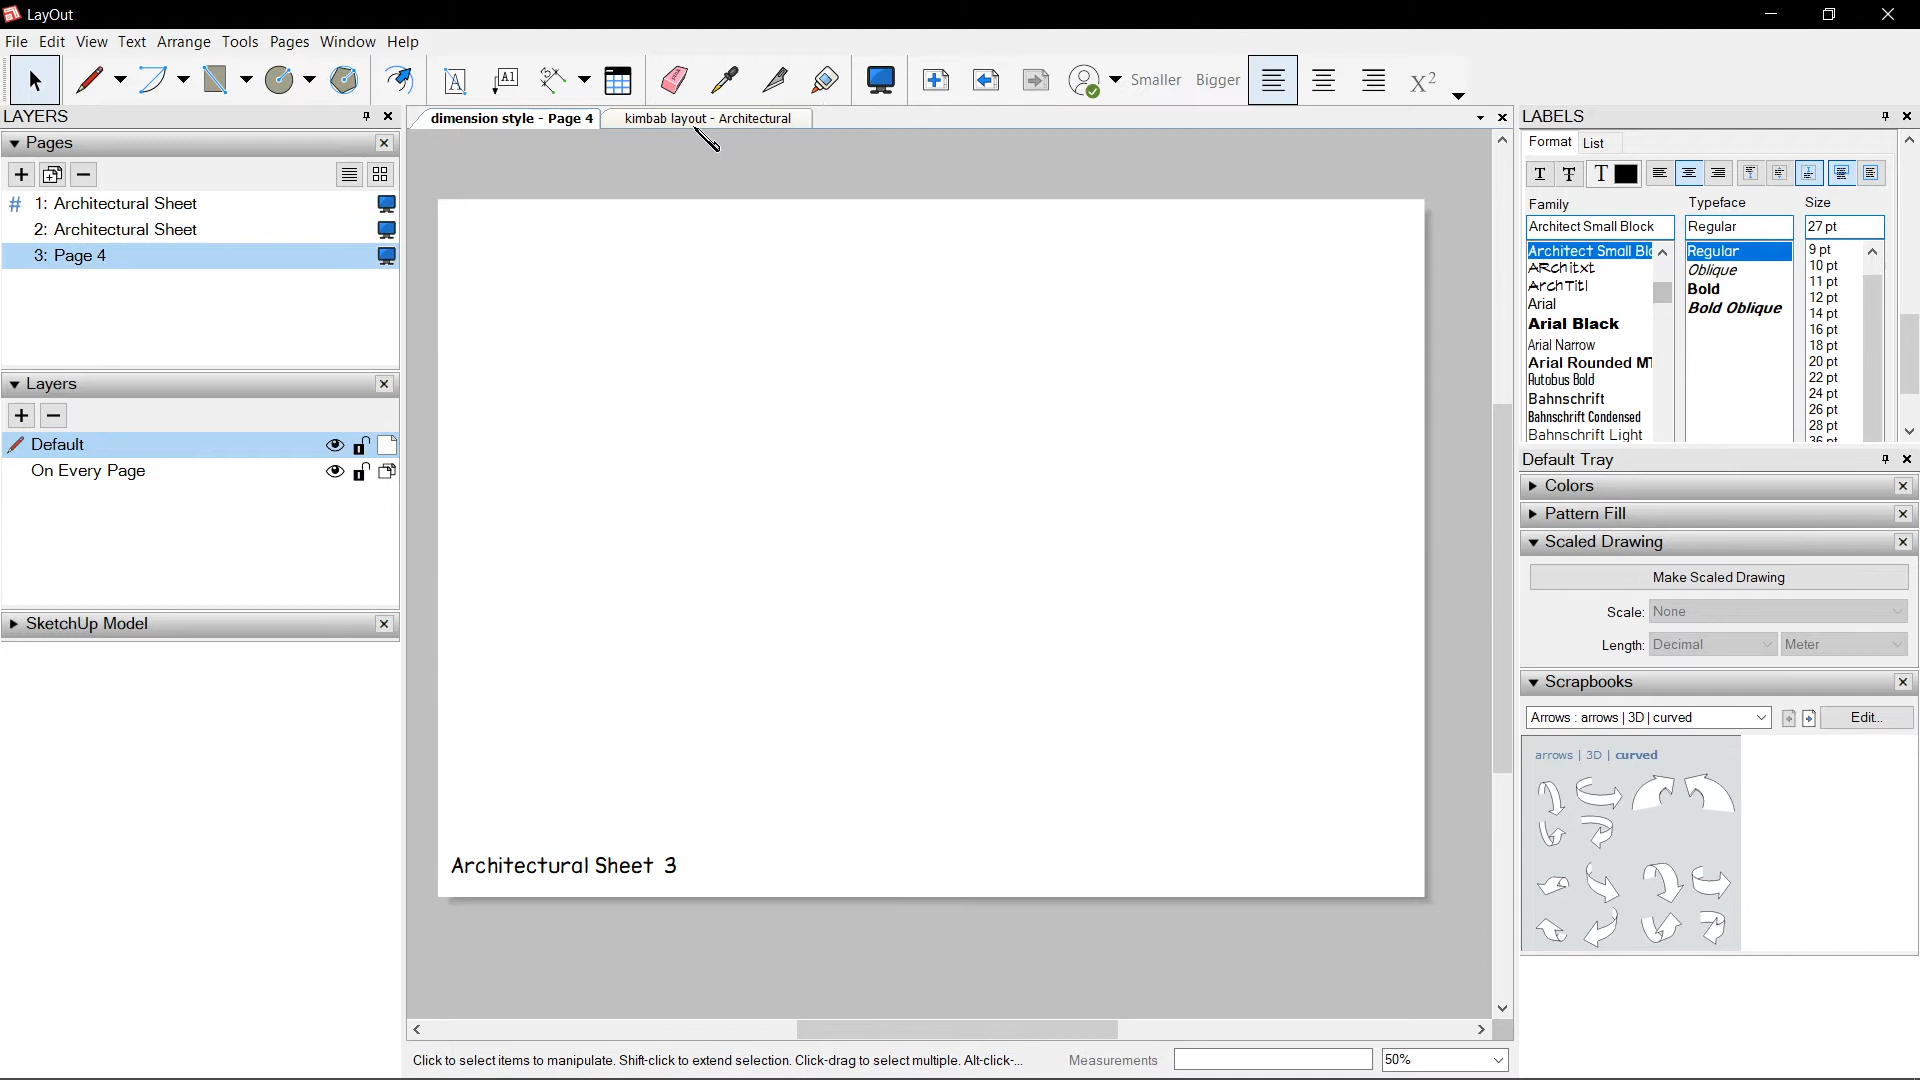 LayOut
File Edit View Text Arrange Tools Pages Window Help
A A1 Smaller Bigger X²
LAYERS
dimension style - Page 4
kimbab layout - Architectural
LABELS
Pages
# 1: Architectural Sheet
2: Architectural Sheet
3: Page 4
Layers
Default
On Every Page
SketchUp Model
Architectural Sheet 3
Format List
T T T
Family Typeface Size
Architect Small Block Regular 27 pt
Architect Small Blo Regular 9 pt
ARchitxt Oblique 10 pt
ArchTitl Bold 11 pt
Arial Bold Oblique 12 pt
Arial Black 14 pt
Arial Narrow 16 pt
Arial Rounded MT 18 pt
Autobus Bold 20 pt
Bahnschrift 22 pt
Bahnschrift Condensed 24 pt
Bahnschrift Light 26 pt
28 pt
36 pt
Default Tray
Colors
Pattern Fill
Scaled Drawing
Make Scaled Drawing
Scale: None
Length: Decimal Meter
Scrapbooks
Arrows : arrows | 3D | curved Edit...
arrows | 3D | curved
Click to select items to manipulate. Shift-click to extend selection. Click-drag to select multiple. Alt-click-... Measurements 50%